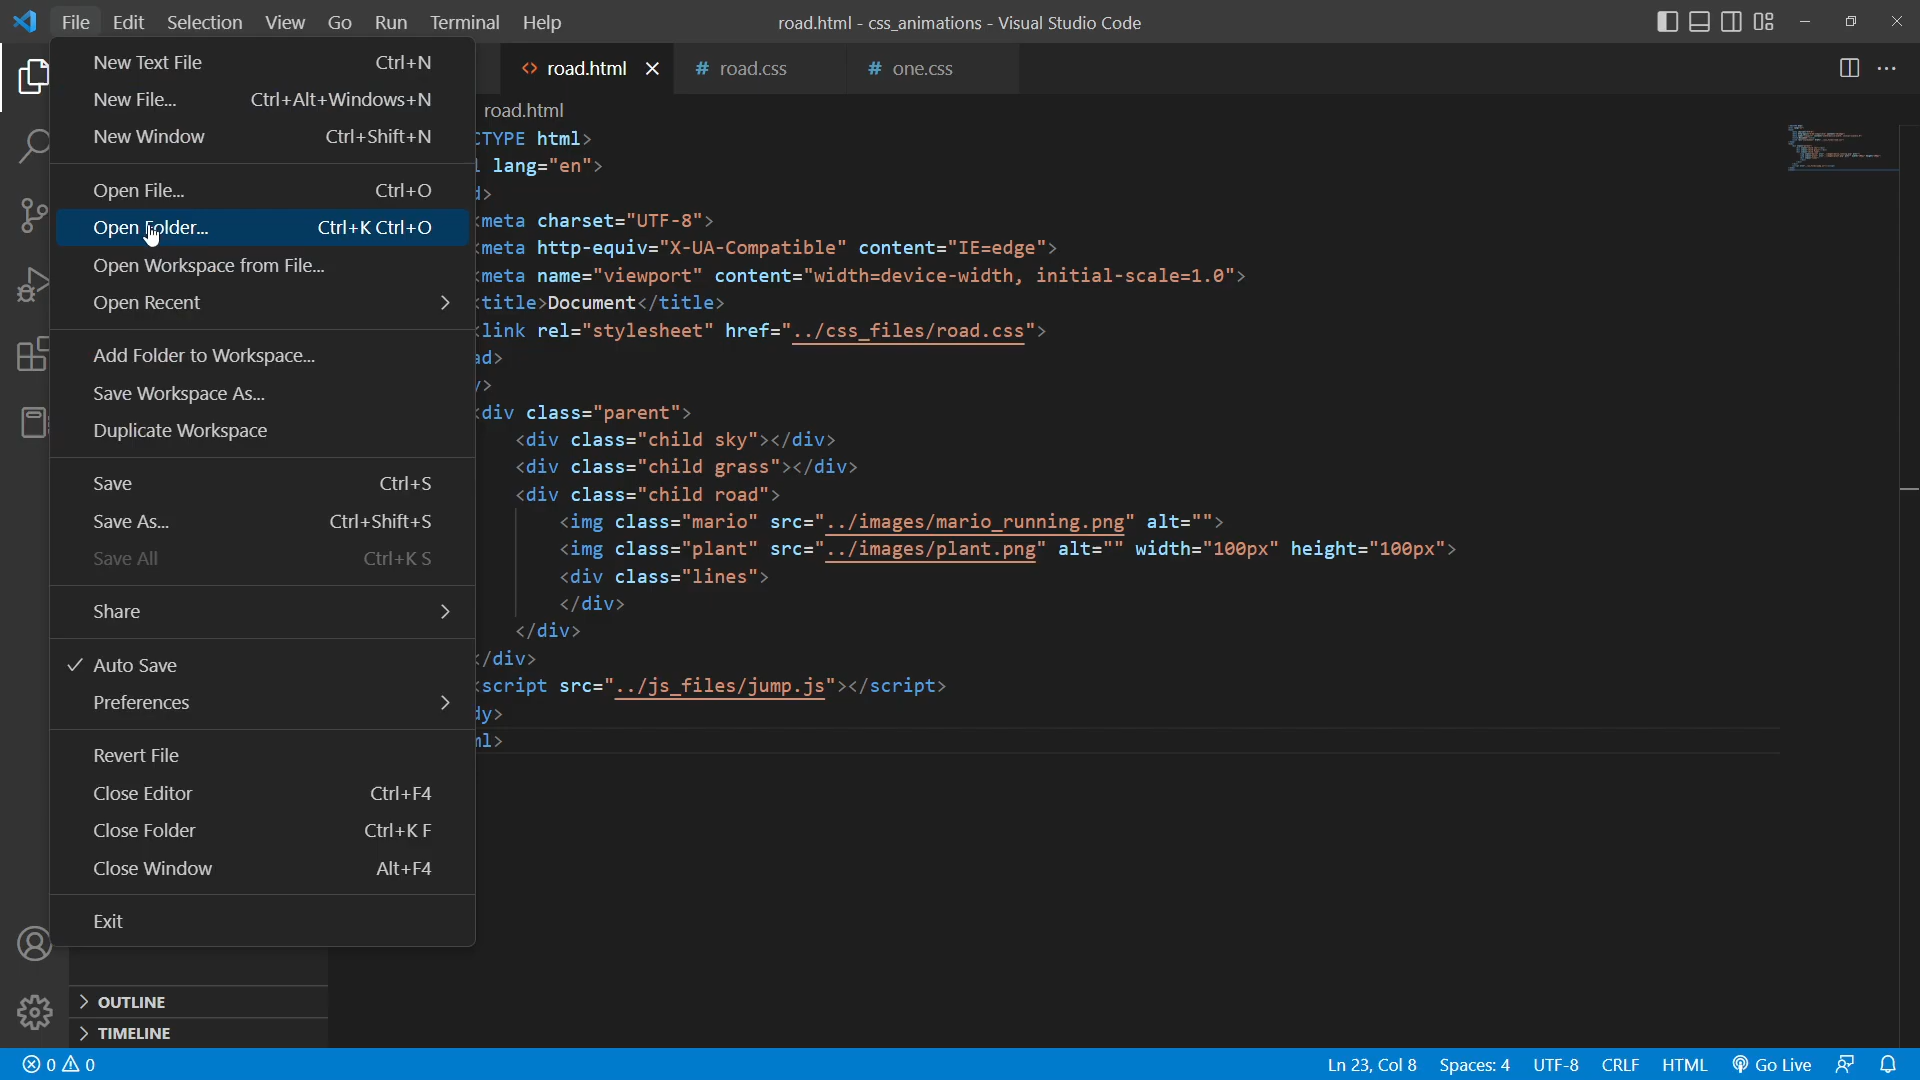 File Edit Selection View Go Run Terminal Help
road.html - css_animations - Visual Studio Code
New Text File Ctrl+N
New File... Ctrl+Alt+Windows+N
New Window Ctrl+Shift+N
Open File... Ctrl+O
Open Folder... Ctrl+K Ctrl+O
Open Workspace from File...
Open Recent
Add Folder to Workspace...
Save Workspace As...
Duplicate Workspace
Save Ctrl+S
Save As... Ctrl+Shift+S
Save All Ctrl+K S
Share
Auto Save
Preferences
Revert File
Close Editor Ctrl+F4
Close Folder Ctrl+K F
Close Window Alt+F4
Exit
OUTLINE
TIMELINE
<> road.html # road.css # one.css
road.html
CTYPE html>
l lang="en">
d>
<meta charset="UTF-8">
<meta http-equiv="X-UA-Compatible" content="IE=edge">
<meta name="viewport" content="width=device-width, initial-scale=1.0">
<title>Document</title>
<link rel="stylesheet" href="../css_files/road.css">
ad>
y>
<div class="parent">
<div class="child sky"></div>
<div class="child grass"></div>
<div class="child road">
<img class="mario" src="../images/mario_running.png" alt="">
<img class="plant" src="../images/plant.png" alt="" width="100px" height="100px">
<div class="lines">
</div>
</div>
</div>
<script src="../js_files/jump.js"></script>
dy>
ml>
0 0 Ln 23, Col 8 Spaces: 4 UTF-8 CRLF HTML Go Live